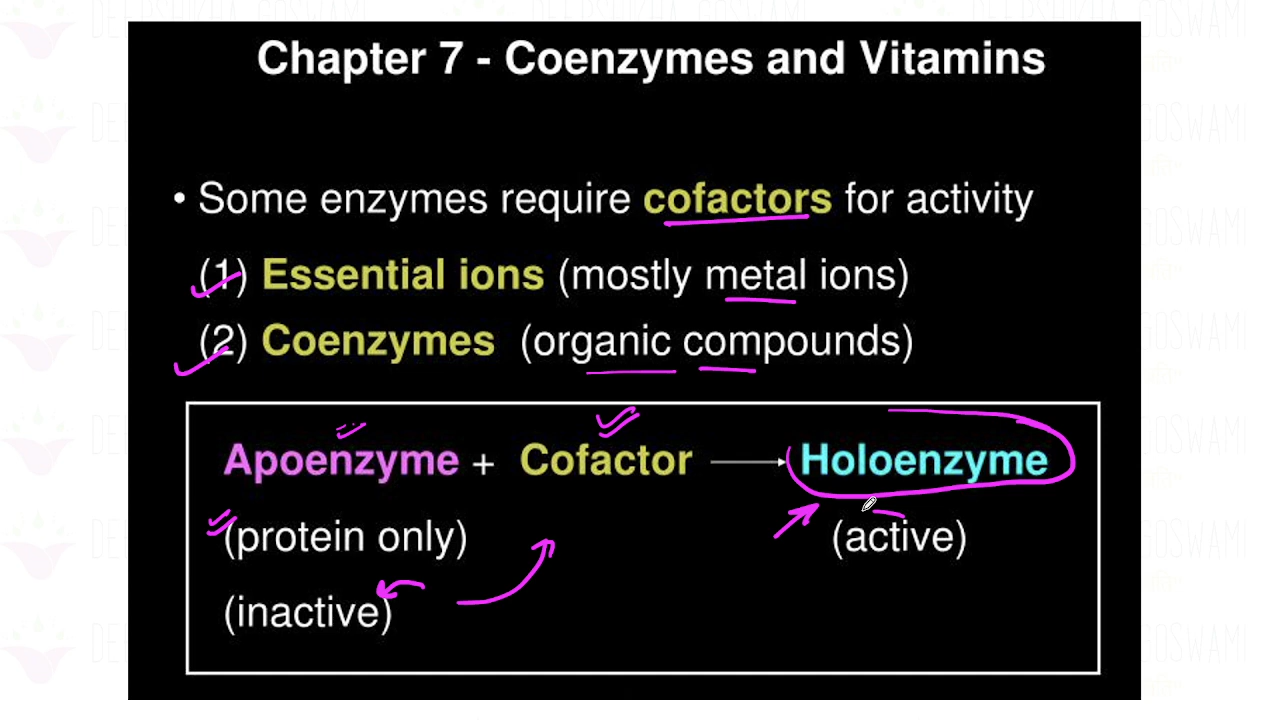 Chapter 7 - Coenzymes and Vitamins
• Some enzymes require cofactors for activity
(1) Essential ions (mostly metal ions)
(2) Coenzymes (organic compounds)
Apoenzyme + Cofactor → Holoenzyme
(protein only) (active)
(inactive)